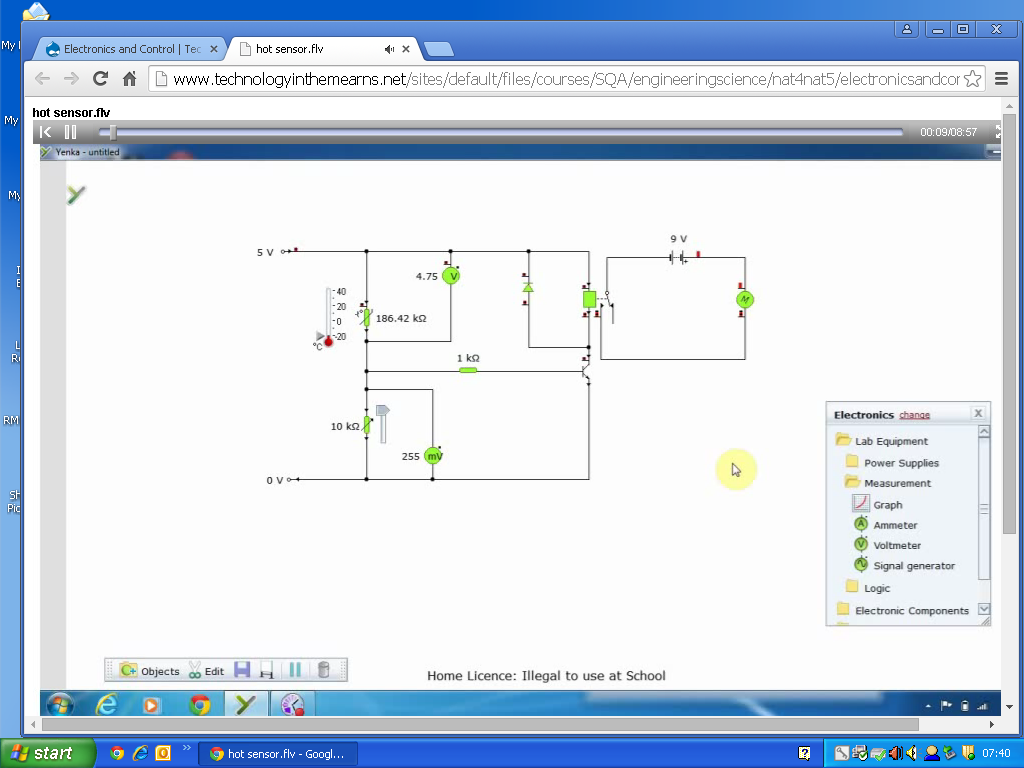 Electronics and Control | Tec
hot sensor.flv
www.technologyinthemearns.net/sites/default/files/courses/SQA/engineeringscience/nat4nat5/electronicsandcor
hot sensor.flv
00:09/08:57
Yenka - untitled
My
My
RM
9 V
5 V
4.75
V
40
20
0
-20
°C
t°
186.42 kΩ
M
1 kΩ
10 kΩ
255
mV
0 V
Electronics change
Lab Equipment
Power Supplies
Measurement
Graph
A
Ammeter
V
Voltmeter
Signal generator
Logic
Electronic Components
Objects
Edit
Home Licence: Illegal to use at School
start
hot sensor.flv - Googl...
07:40